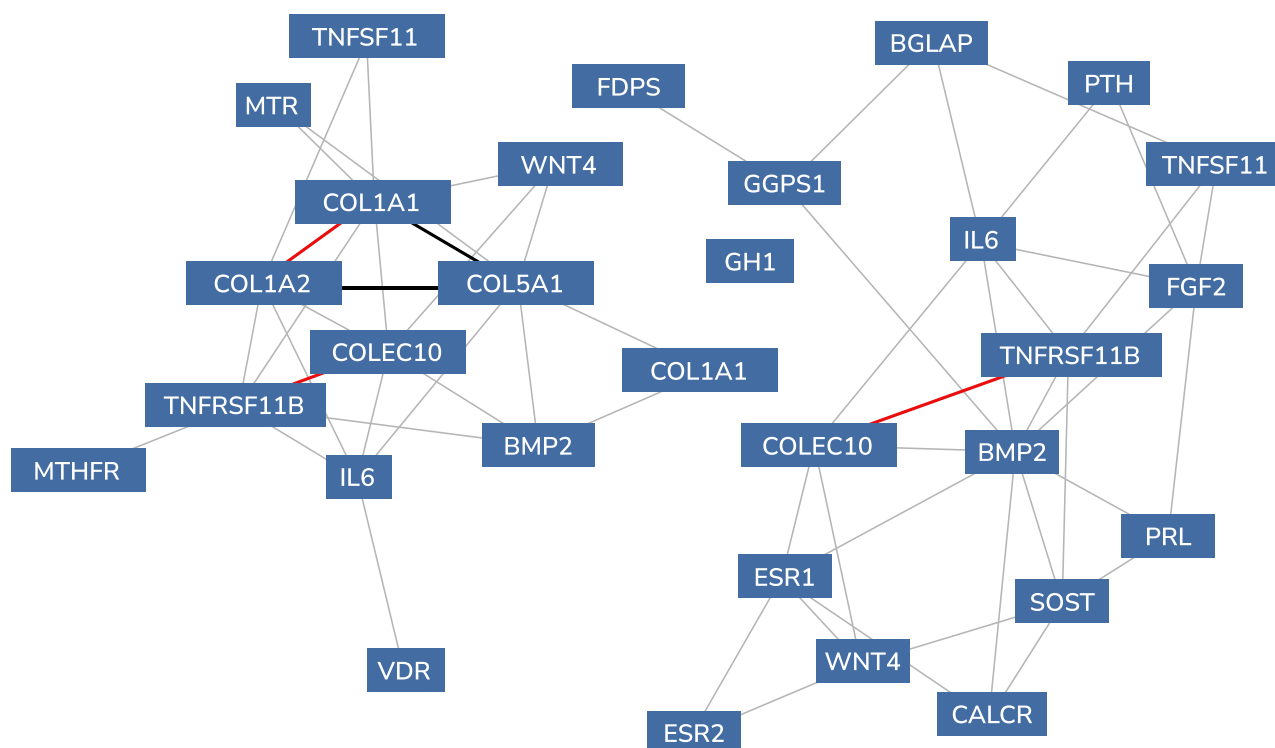 TNFSF11
MTR
WNT4
COL1A1
COL1A2
COL5A1
COLEC10
COL1A1
TNFRSF11B
BMP2
MTHFR
IL6
VDR
BGLAP
FDPS
PTH
TNFSF11
GGPS1
IL6
GH1
FGF2
TNFRSF11B
COLEC10
BMP2
PRL
ESR1
SOST
WNT4
CALCR
ESR2